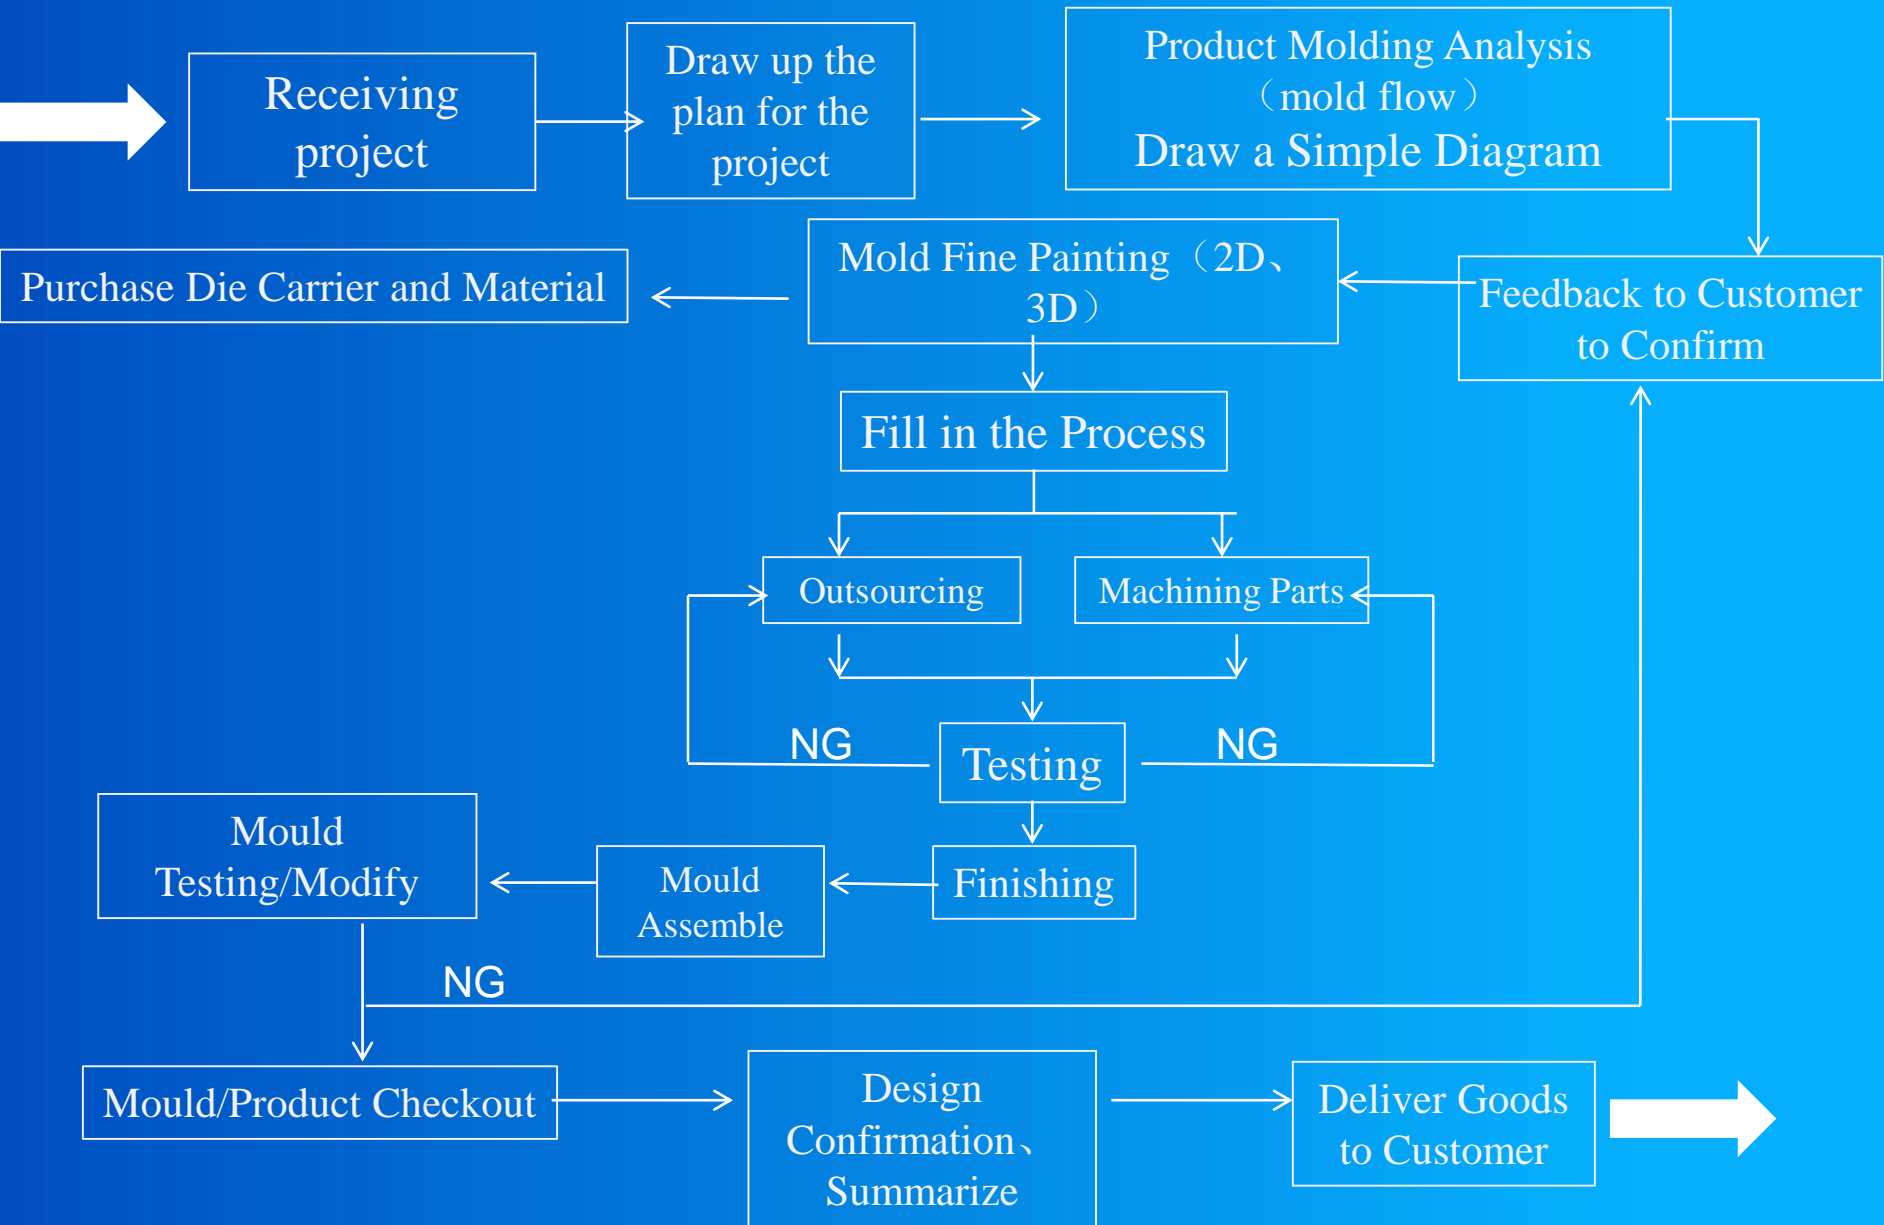 Receiving
project
Draw up the
plan for the
project
Product Molding Analysis
（mold flow）
Draw a Simple Diagram
Purchase Die Carrier and Material
Mold Fine Painting（2D、
3D）
Feedback to Customer
to Confirm
Fill in the Process
Outsourcing
Machining Parts
NG
Testing
NG
Mould
Testing/Modify
Mould
Assemble
Finishing
NG
Mould/Product Checkout
Design
Confirmation、
Summarize
Deliver Goods
to Customer